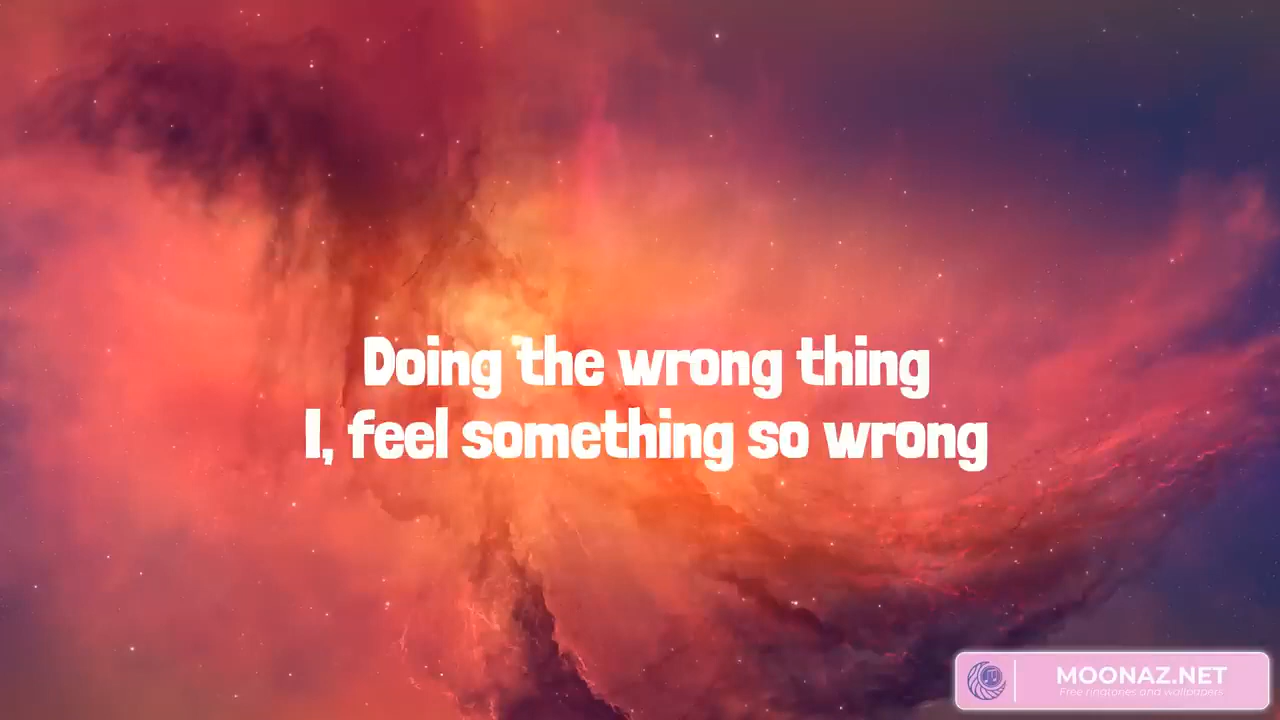 Doing the wrong thing
I, feel something so wrong
MOONAZ.NET
Free ringtones and wallpapers